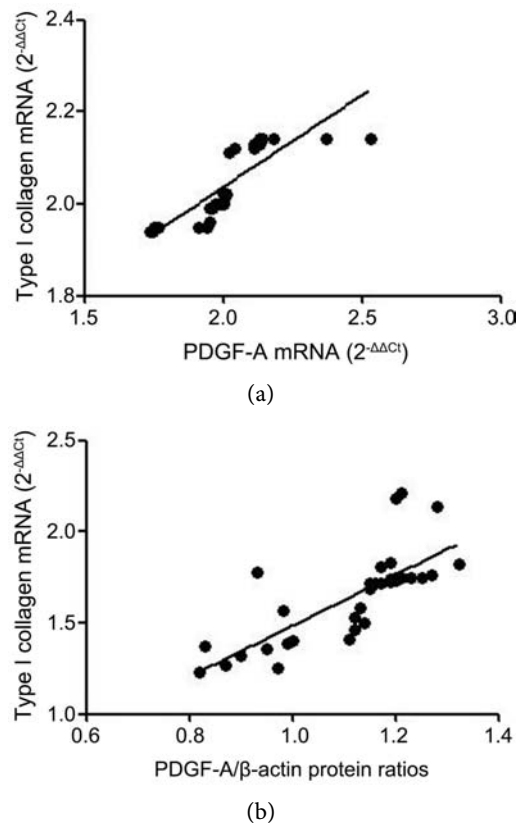 2.4
2.2
2.0
1.8
Type I collagen mRNA (2-ΔΔCt)
1.5
2.0
2.5
3.0
PDGF-A mRNA (2-ΔΔCt)
(a)
2.5
2.0
1.5
1.0
Type I collagen mRNA (2-ΔΔCt)
0.6
0.8
1.0
1.2
1.4
PDGF-A/β-actin protein ratios
(b)